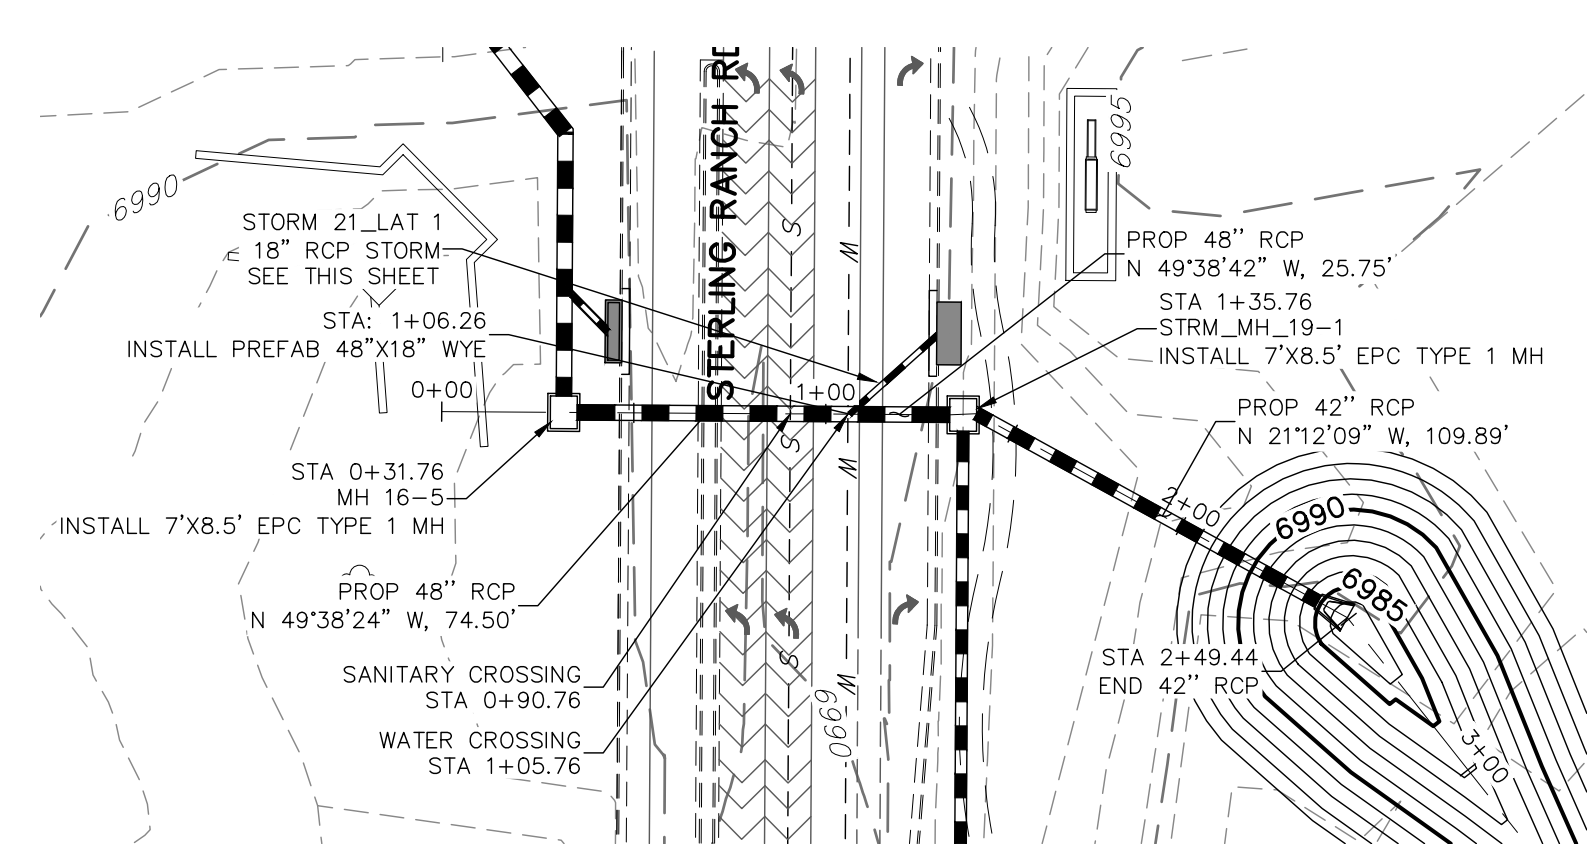 STERLING RANCH
6995
6990
STORM 21_LAT 1
18" RCP STORM
SEE THIS SHEET
STA: 1+06.26
INSTALL PREFAB 48"X18" WYE
0+00
1+00
S
W
PROP 48'' RCP
N 49°38'42" W, 25.75'
STA 1+35.76
STRM_MH_19-1
INSTALL 7'X8.5' EPC TYPE 1 MH
PROP 42'' RCP
N 21°12'09" W, 109.89'
STA 0+31.76
MH 16-5
INSTALL 7'X8.5' EPC TYPE 1 MH
S
W
2+00
6990
6985
PROP 48'' RCP
N 49°38'24" W, 74.50'
SANITARY CROSSING
STA 0+90.76
WATER CROSSING
STA 1+05.76
S
W
6990
STA 2+49.44
END 42'' RCP
3+00